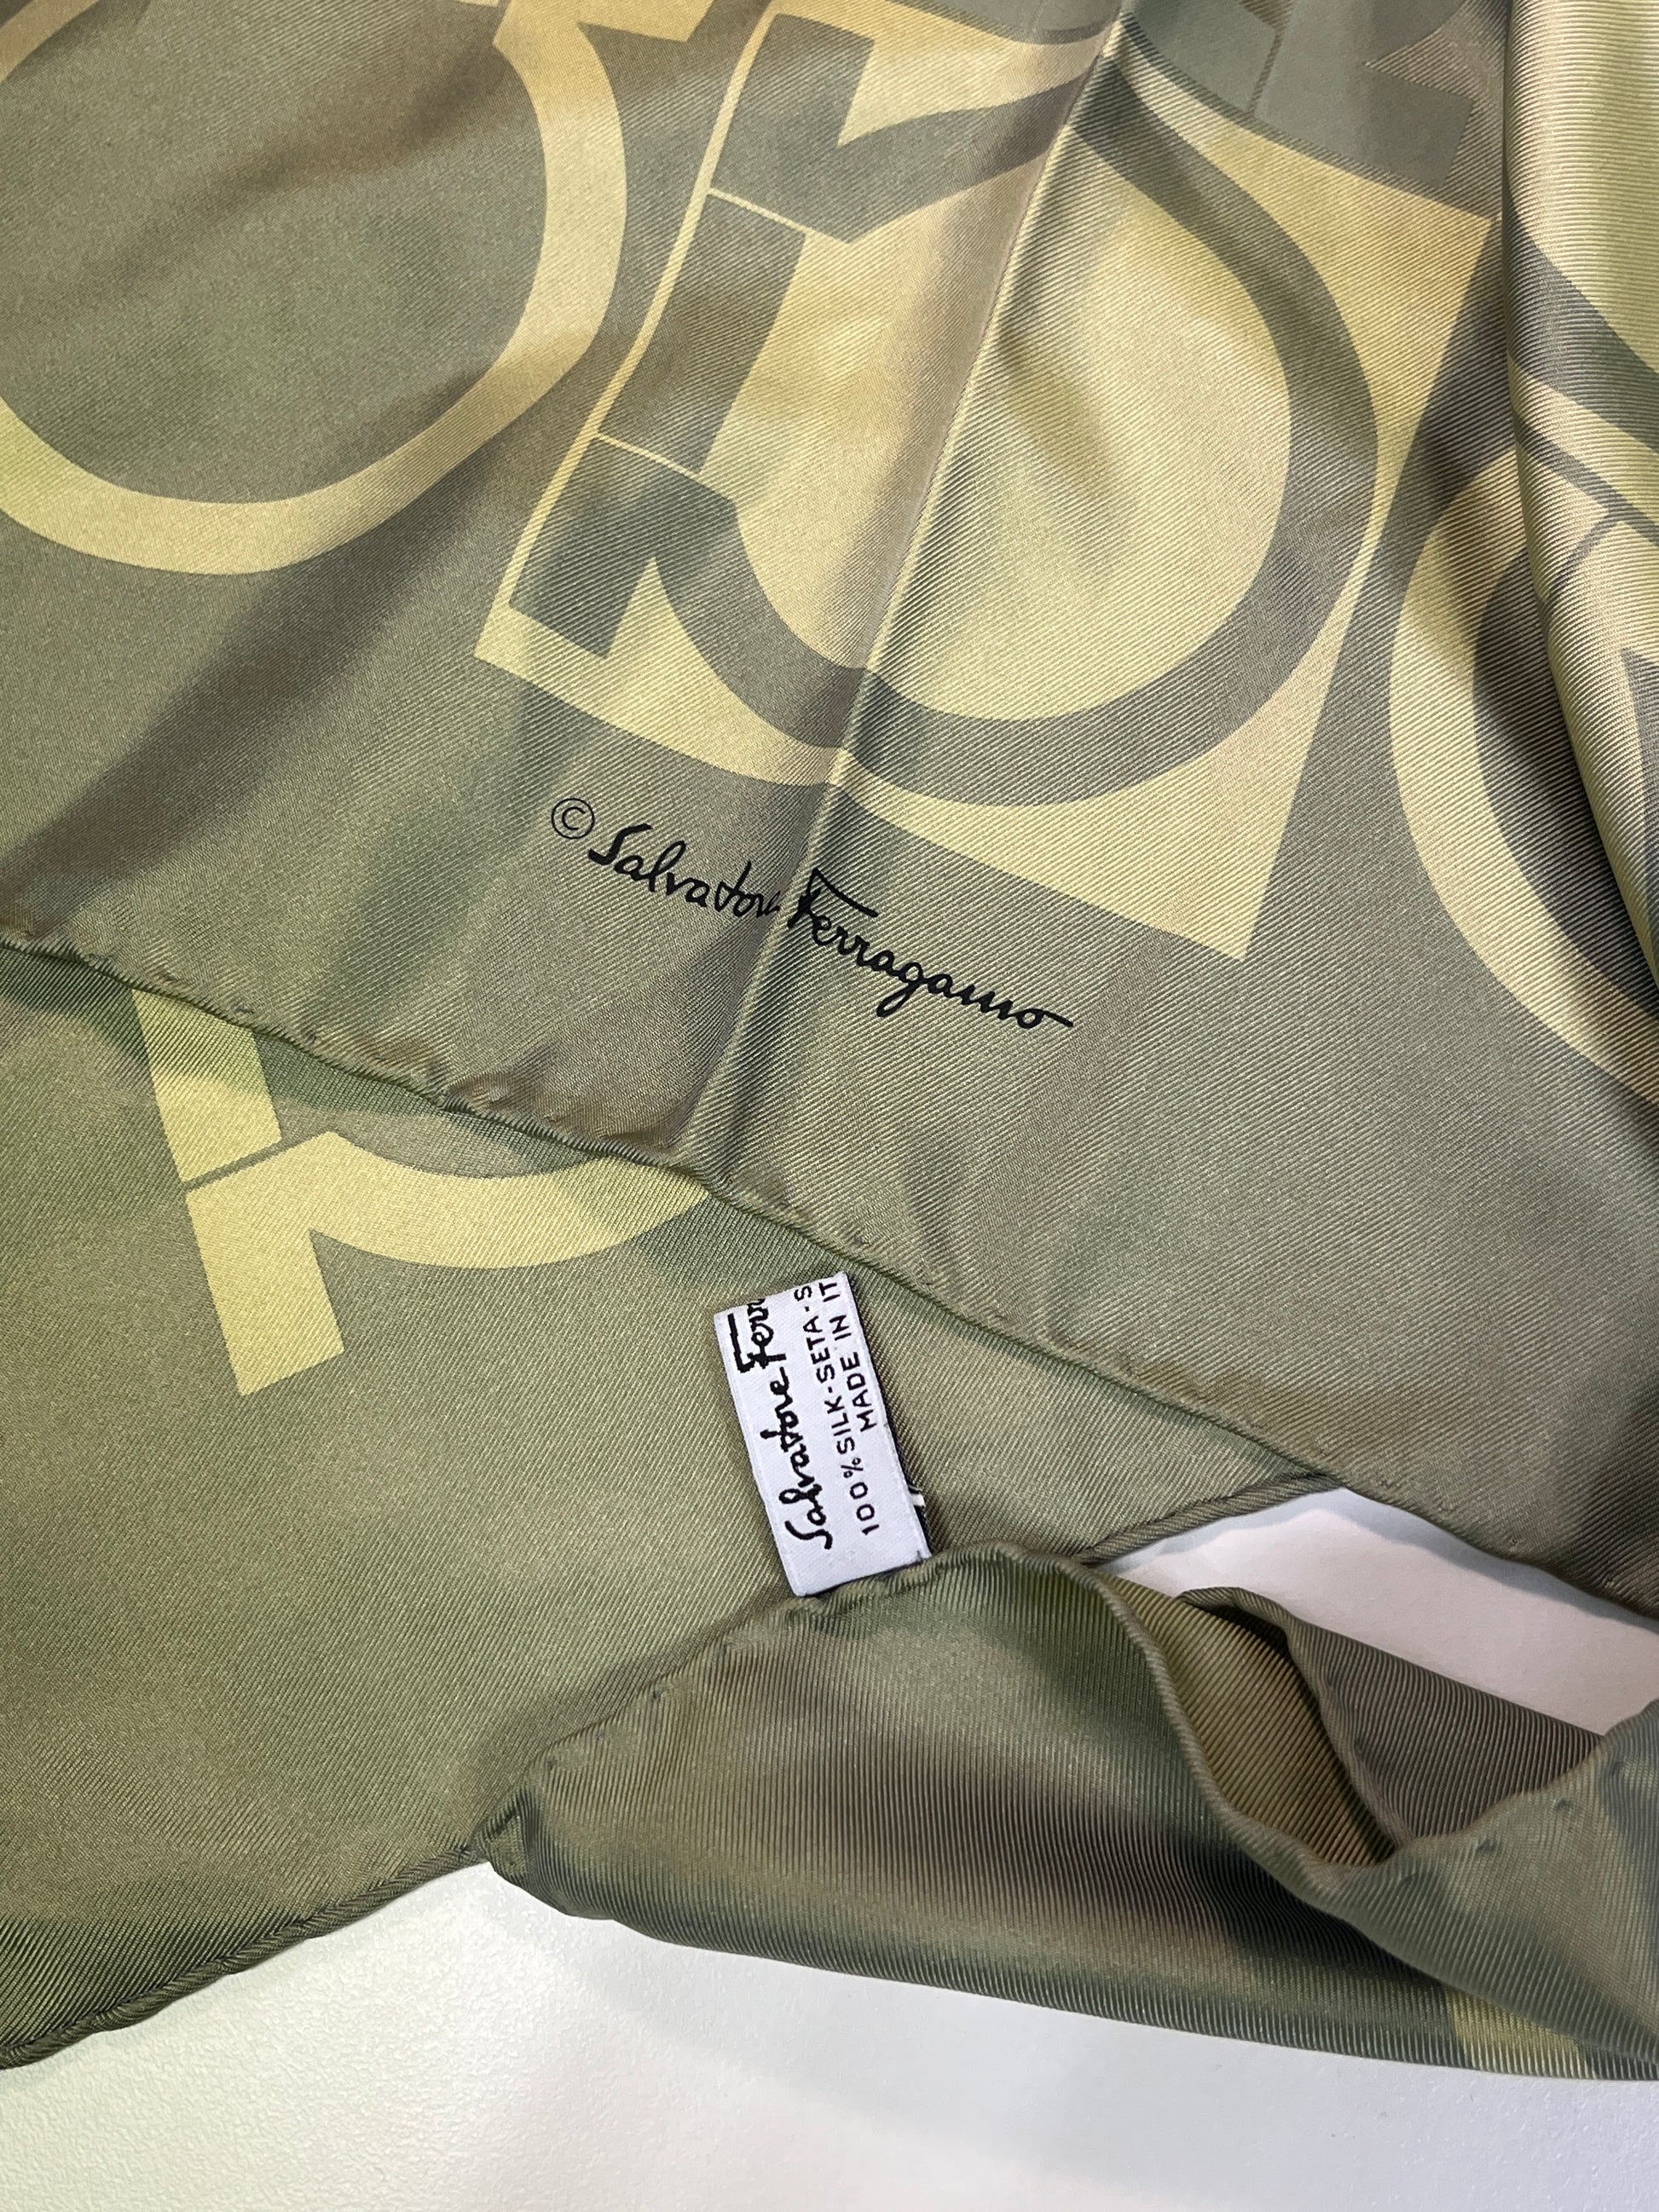 © Salvatore Ferragamo
Salvatore Ferr
100% SILK-SETA-S
MADE IN IT